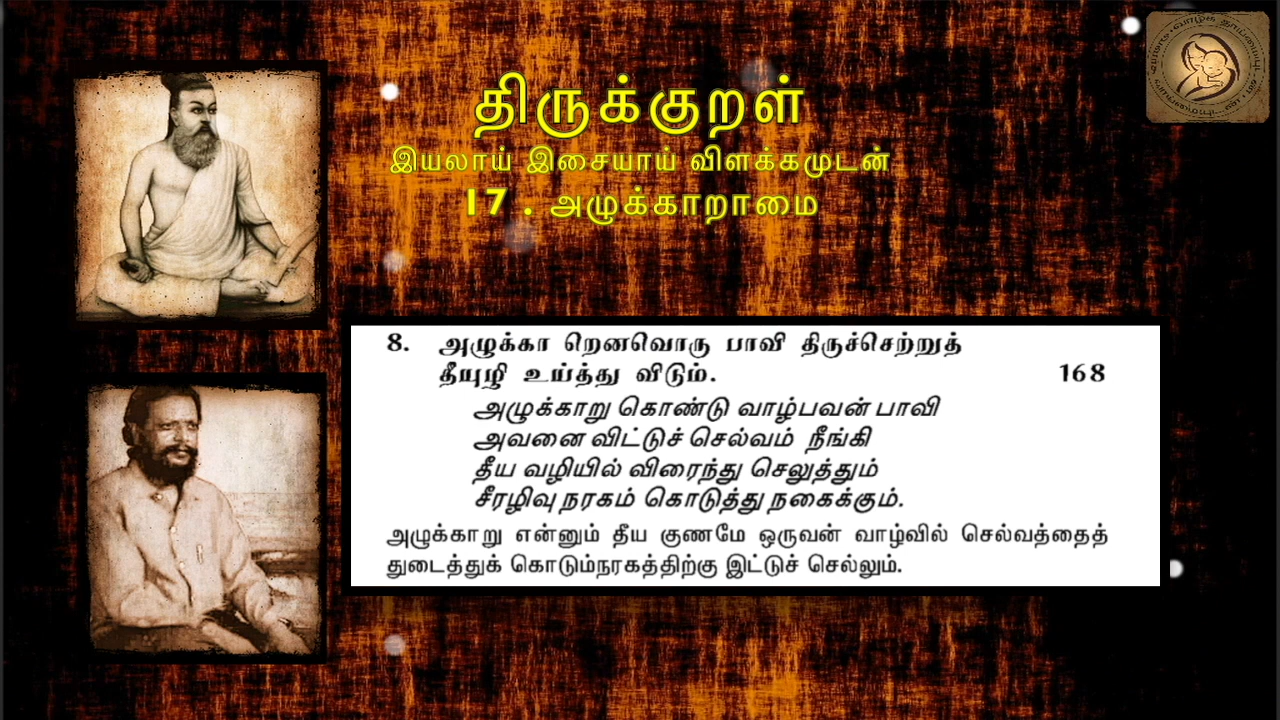 திருக்குறள்
இயலாய் இசையாய் விளக்கமுடன்
17 . அழுக்காறாமை
8. அழுக்கா றெனவொரு பாவி திருச்செற்றுத்
தீயுழி உய்த்து விடும். 168
அழுக்காறு கொண்டு வாழ்பவன் பாவி
அவனை விட்டுச் செல்வம் நீங்கி
தீய வழியில் விரைந்து செலுத்தும்
சீரழிவு நரகம் கொடுத்து நகைக்கும்.
அழுக்காறு என்னும் தீய குணமே ஒருவன் வாழ்வில் செல்வத்தைத்
துடைத்துக் கொடும்நரகத்திற்கு இட்டுச் செல்லும்.